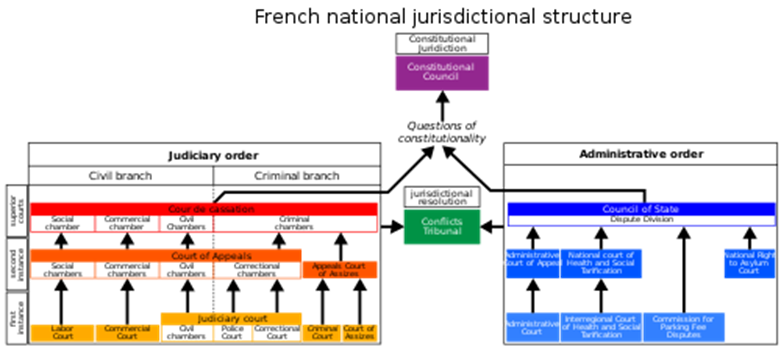 French national jurisdictional structure
Constitutional
Juridiction
Constitutional
Council
Questions of
constitutionality
Judiciary order
Civil branch
Criminal branch
jurisdictional
resolution
Conflicts
Tribunal
Administrative order
superior
courts
Cour de cassation
Social
chamber
Commercial
chamber
Civil
Chambers
Criminal
chambers
Council of State
Dispute Division
second
instance
Court of Appeals
Social
chambers
Commercial
chambers
Civil
chambers
Correctional
chambers
Appeals Court
of Assizes
Administrative
Court of Appeal
National court of
Health and Social
Tarification
National Right
to Asylum
Court
first
instance
Labor
Court
Commercial
Court
Judiciary court
Civil
chambers
Police
Court
Correctional
Court
Criminal
Court
Court of
Assizes
Administrative
Court
Interregional Court
of Health and Social
Tarification
Commission for
Parking Fee
Disputes